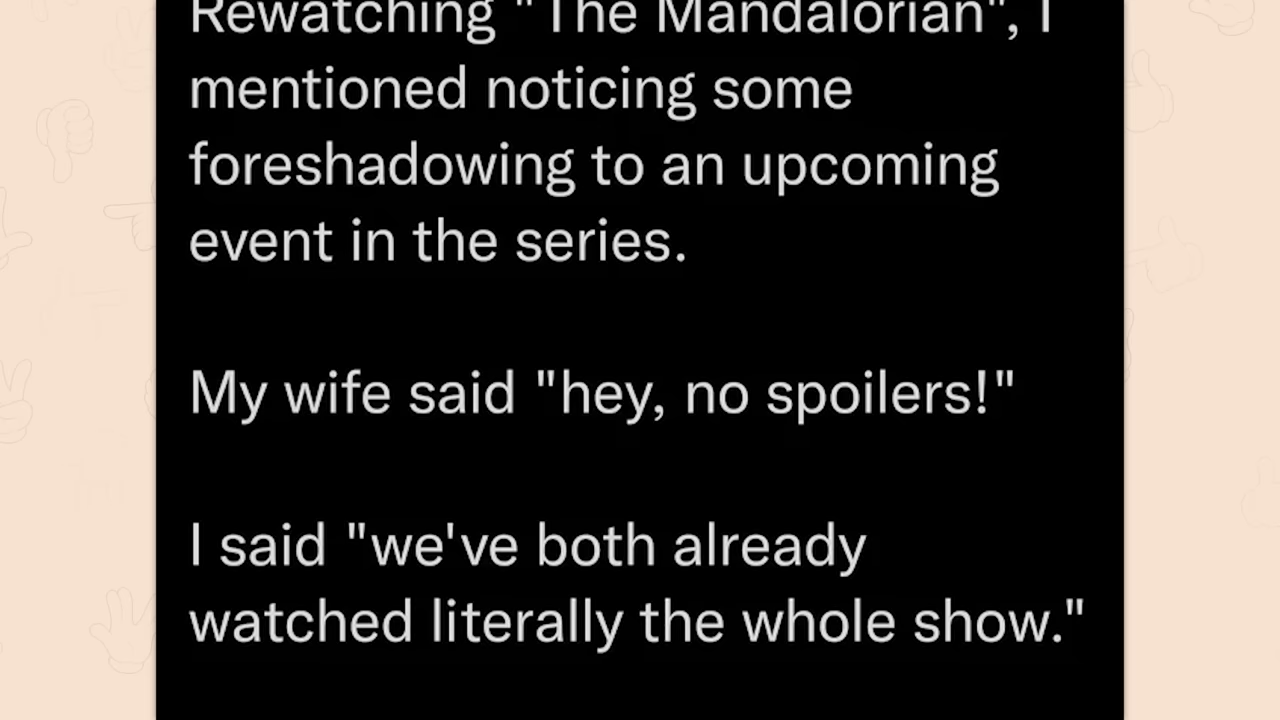 Rewatching "The Mandalorian", I
mentioned noticing some
foreshadowing to an upcoming
event in the series.
My wife said "hey, no spoilers!"
I said "we've both already
watched literally the whole show."